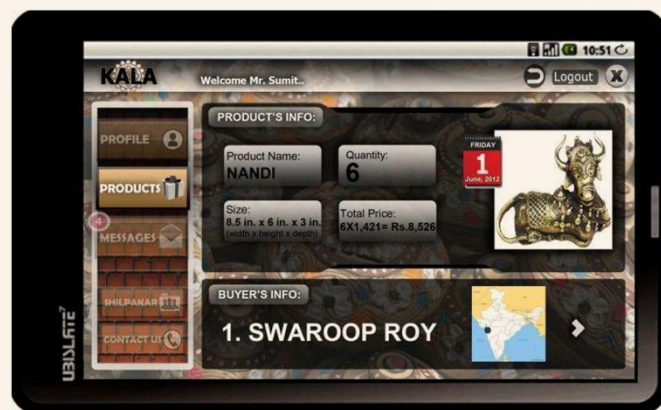 10:51
KALA
Welcome Mr. Sumit..
Logout
X
PROFILE
PRODUCTS
4
MESSAGES
SHILPAKAR
CONTACT US
PRODUCT'S INFO:
Product Name:
NANDI
Quantity:
6
Size:
8.5 in. x 6 in. x 3 in.
(width x height x depth)
Total Price:
6X1,421= Rs.8,526
FRIDAY
1
June, 2012
BUYER'S INFO:
1. SWAROOP ROY
UBISLATE7